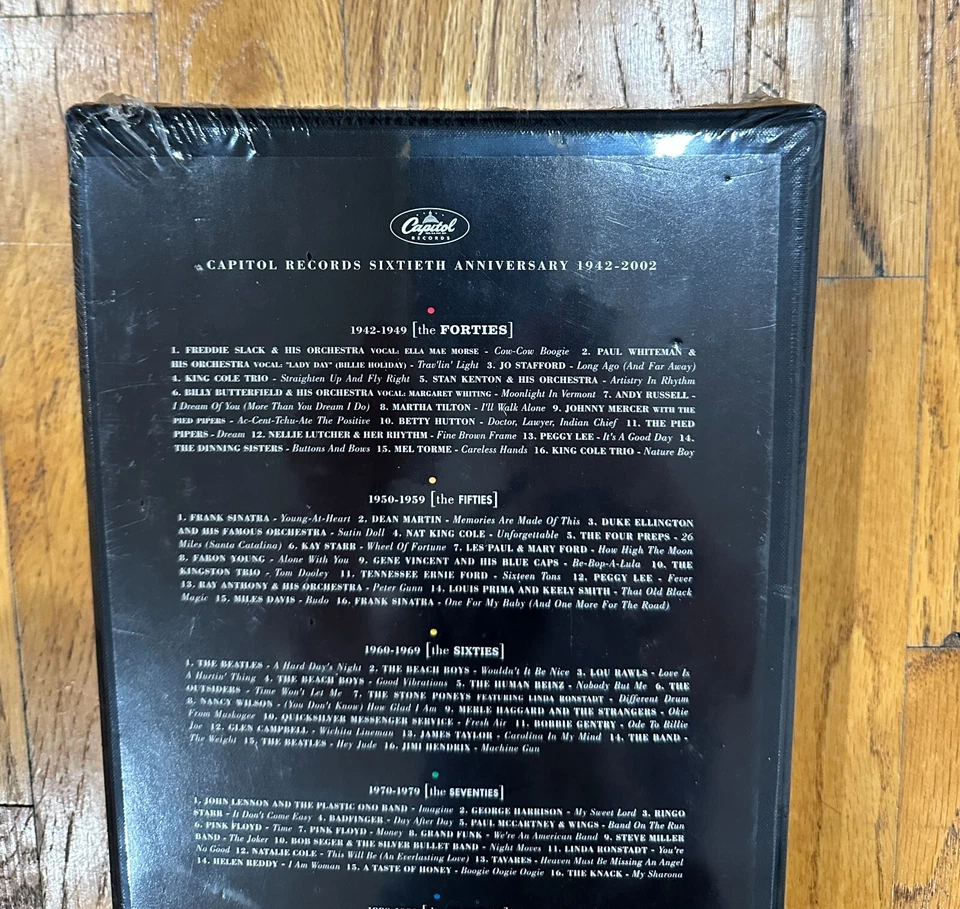 Capitol
RECORDS
CAPITOL RECORDS SIXTIETH ANNIVERSARY 1942-2002
1942-1949 [the FORTIES]
1. FREDDIE SLACK & HIS ORCHESTRA VOCAL: ELLA MAE MORSE - Cow-Cow Boogie 2. PAUL WHITEMAN &
HIS ORCHESTRA VOCAL: "LADY DAY" (BILLIE HOLIDAY) - Trav'lin' Light 3. JO STAFFORD - Long Ago (And Far Away)
4. KING COLE TRIO - Straighten Up And Fly Right 5. STAN KENTON & HIS ORCHESTRA - Artistry In Rhythm
6. BILLY BUTTERFIELD & HIS ORCHESTRA VOCAL: MARGARET WHITING - Moonlight In Vermont 7. ANDY RUSSELL -
I Dream Of You (More Than You Dream I Do) 8. MARTHA TILTON - I'll Walk Alone 9. JOHNNY MERCER WITH THE
PIED PIPERS - Ac-Cent-Tchu-Ate The Positive 10. BETTY HUTTON - Doctor, Lawyer, Indian Chief 11. THE PIED
PIPERS - Dream 12. NELLIE LUTCHER & HER RHYTHM - Fine Brown Frame 13. PEGGY LEE - It's A Good Day 14.
THE DINNING SISTERS - Buttons And Bows 15. MEL TORME - Careless Hands 16. KING COLE TRIO - Nature Boy
1950-1959 [the FIFTIES]
1. FRANK SINATRA - Young-At-Heart 2. DEAN MARTIN - Memories Are Made Of This 3. DUKE ELLINGTON
AND HIS FAMOUS ORCHESTRA - Satin Doll 4. NAT KING COLE - Unforgettable 5. THE FOUR PREPS - 26
Miles (Santa Catalina) 6. KAY STARR - Wheel Of Fortune 7. LES PAUL & MARY FORD - How High The Moon
8. FARON YOUNG - Alone With You 9. GENE VINCENT AND HIS BLUE CAPS - Be-Bop-A-Lula 10. THE
KINGSTON TRIO - Tom Dooley 11. TENNESSEE ERNIE FORD - Sixteen Tons 12. PEGGY LEE - Fever
13. RAY ANTHONY & HIS ORCHESTRA - Peter Gunn 14. LOUIS PRIMA AND KEELY SMITH - That Old Black
Magic 15. MILES DAVIS - Budo 16. FRANK SINATRA - One For My Baby (And One More For The Road)
1960-1969 [the SIXTIES]
1. THE BEATLES - A Hard Day's Night 2. THE BEACH BOYS - Wouldn't It Be Nice 3. LOU RAWLS - Love Is
A Hurtin' Thing 4. THE BEACH BOYS - Good Vibrations 5. THE HUMAN BEINZ - Nobody But Me 6. THE
OUTSIDERS - Time Won't Let Me 7. THE STONE PONEYS FEATURING LINDA RONSTADT - Different Drum
8. NANCY WILSON - (You Don't Know) How Glad I Am 9. MERLE HAGGARD AND THE STRANGERS - Okie
From Muskogee 10. QUICKSILVER MESSENGER SERVICE - Fresh Air 11. BOBBIE GENTRY - Ode To Billie
Joe 12. GLEN CAMPBELL - Wichita Lineman 13. JAMES TAYLOR - Carolina In My Mind 14. THE BAND -
The Weight 15. THE BEATLES - Hey Jude 16. JIMI HENDRIX - Machine Gun
1970-1979 [the SEVENTIES]
1. JOHN LENNON AND THE PLASTIC ONO BAND - Imagine 2. GEORGE HARRISON - My Sweet Lord 3. RINGO
STARR - It Don't Come Easy 4. BADFINGER - Day After Day 5. PAUL MCCARTNEY & WINGS - Band On The Run
6. PINK FLOYD - Time 7. PINK FLOYD - Money 8. GRAND FUNK - We're An American Band 9. STEVE MILLER
BAND - The Joker 10. BOB SEGER & THE SILVER BULLET BAND - Night Moves 11. LINDA RONSTADT - You're
No Good 12. NATALIE COLE - This Will Be (An Everlasting Love) 13. TAVARES - Heaven Must Be Missing An Angel
14. HELEN REDDY - I Am Woman 15. A TASTE OF HONEY - Boogie Oogie Oogie 16. THE KNACK - My Sharona